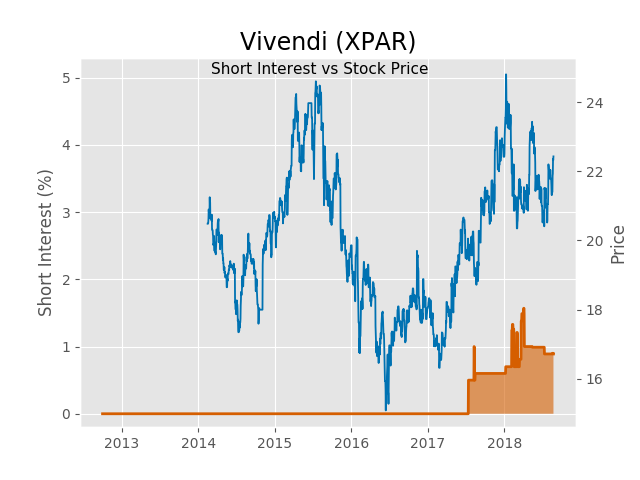 Vivendi (XPAR)
Short Interest vs Stock Price
Short Interest (%)
5
4
3
2
1
0
24
22
20
18
16
Price
2013 2014 2015 2016 2017 2018